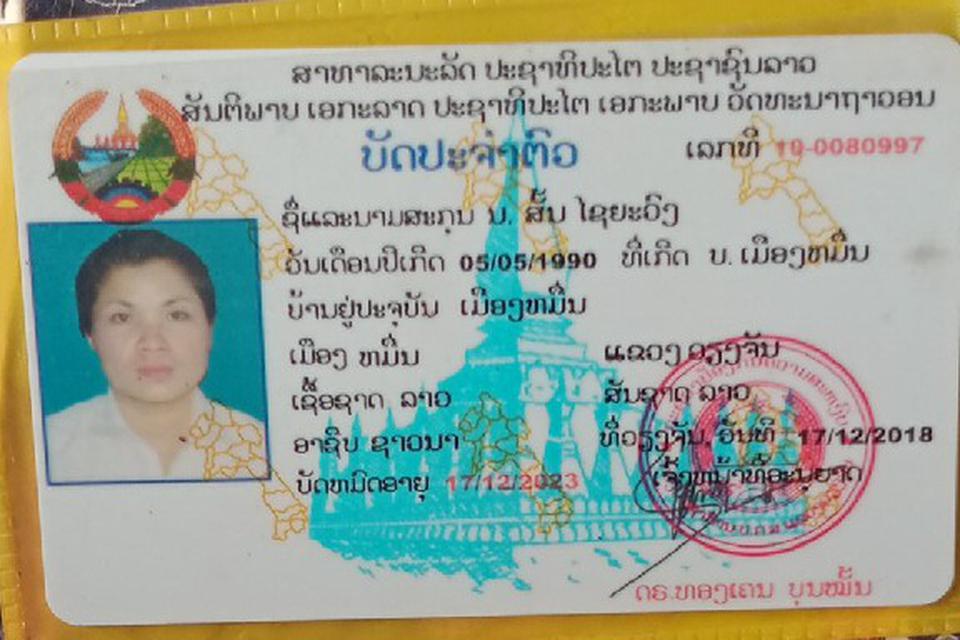 ສາທາລະນະລັດ ປະຊາທິປະໄຕ ປະຊາຊົນລາວ
ສັນຕິພາບ ເອກະລາດ ປະຊາທິປະໄຕ ເອກະພາບ ວັດທະນາຖາວອນ
ບັດປະຈຳຕົວ ເລກທີ 19-0080997
ຊື່ແລະນາມສະກຸນ ນ. ສັ້ນ ໄຊຍະວົງ
ວັນເດືອນປີເກີດ 05/05/1990 ທີ່ເກີດ ບ. ເມືອງຫມື່ນ
ບ້ານຢູ່ປະຈຸບັນ ເມືອງຫມື່ນ
ເມືອງ ຫມື່ນ ແຂວງ ວຽງຈັນ
ເຊື້ອຊາດ ລາວ ສັນຊາດ ລາວ
ອາຊີບ ຊາວນາ ທີ່ວຽງຈັນ, ວັນທີ 17/12/2018
ບັດຫມົດອາຍຸ 17/12/2023 ເຈົ້າຫນ້າທີ່ອະນຸຍາດ
ດຣ.ທອງເຄນ ບຸນໝັ້ນ